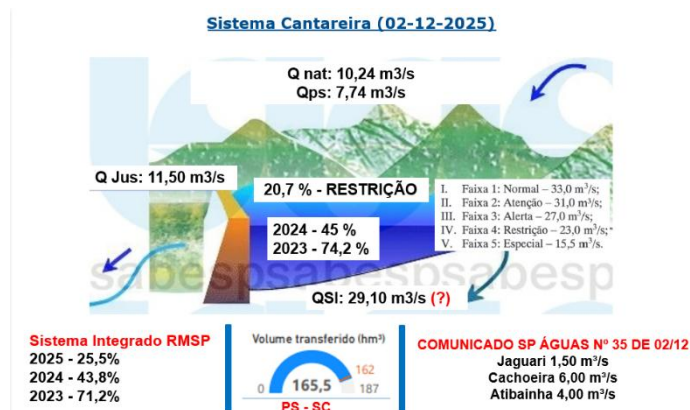 Sistema Cantareira (02-12-2025)
Q nat: 10,24 m3/s
Qps: 7,74 m3/s
Q Jus: 11,50 m3/s
20,7 % - RESTRIÇÃO
2024 - 45 %
2023 - 74,2 %
I. Faixa 1: Normal – 33,0 m³/s;
II. Faixa 2: Atenção – 31,0 m³/s;
III. Faixa 3: Alerta – 27,0 m³/s;
IV. Faixa 4: Restrição – 23,0 m³/s;
V. Faixa 5: Especial – 15,5 m³/s.
sabespsabespsabesp
QSI: 29,10 m3/s (?)
Sistema Integrado RMSP
2025 - 25,5%
2024 - 43,8%
2023 - 71,2%
Volume transferido (hm³)
162
0 165,5 187
PS - SC
COMUNICADO SP ÁGUAS Nº 35 DE 02/12
Jaguari 1,50 m³/s
Cachoeira 6,00 m³/s
Atibainha 4,00 m³/s